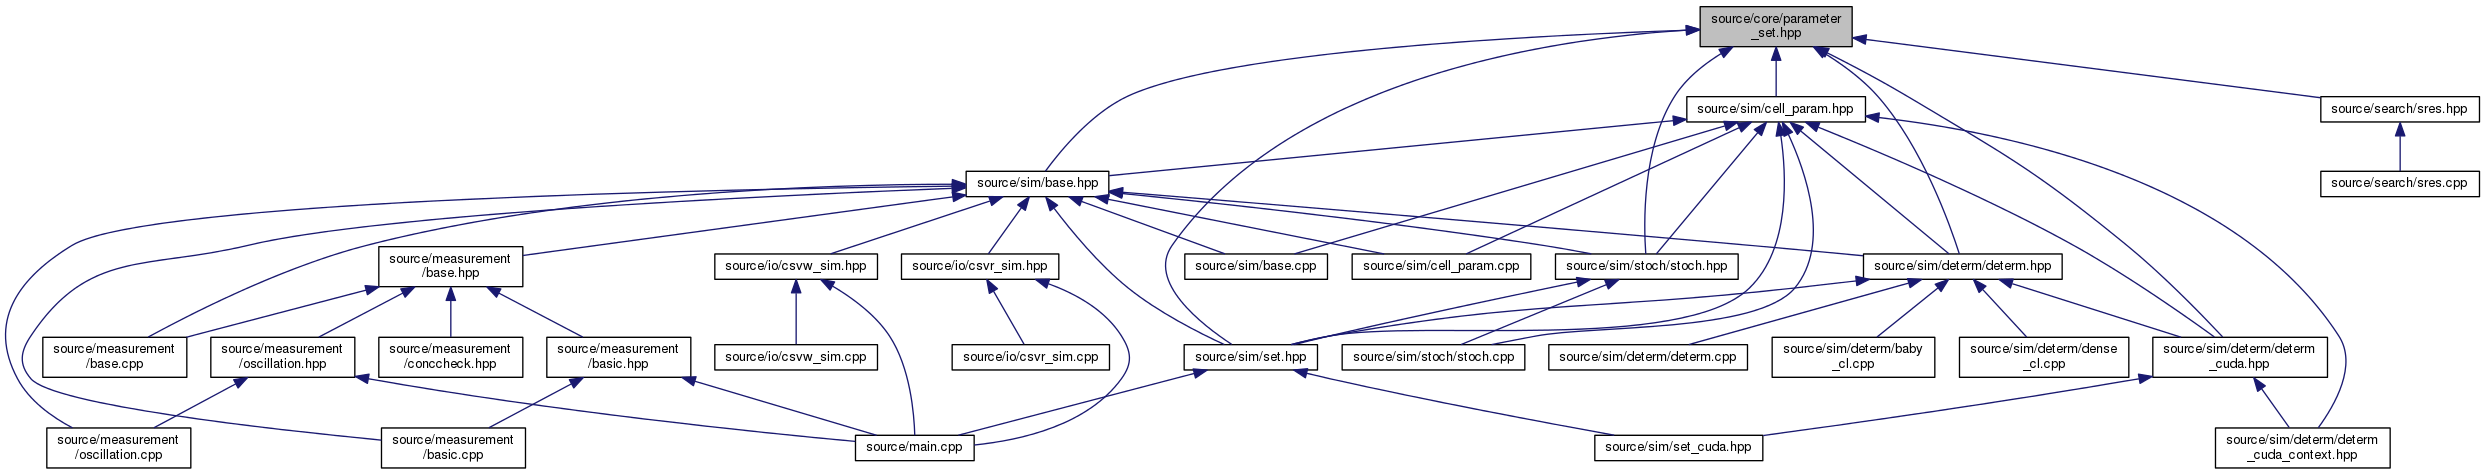 source/core/parameter
_set.hpp
source/sim/cell_param.hpp
source/search/sres.hpp
source/sim/base.hpp
source/search/sres.cpp
source/measurement
/base.hpp
source/io/csvw_sim.hpp
source/io/csvr_sim.hpp
source/sim/base.cpp
source/sim/cell_param.cpp
source/sim/stoch/stoch.hpp
source/sim/determ/determ.hpp
source/measurement
/base.cpp
source/measurement
/oscillation.hpp
source/measurement
/conccheck.hpp
source/measurement
/basic.hpp
source/io/csvw_sim.cpp
source/io/csvr_sim.cpp
source/sim/set.hpp
source/sim/stoch/stoch.cpp
source/sim/determ/determ.cpp
source/sim/determ/baby
_cl.cpp
source/sim/determ/dense
_cl.cpp
source/sim/determ/determ
_cuda.hpp
source/measurement
/oscillation.cpp
source/measurement
/basic.cpp
source/main.cpp
source/sim/set_cuda.hpp
source/sim/determ/determ
_cuda_context.hpp